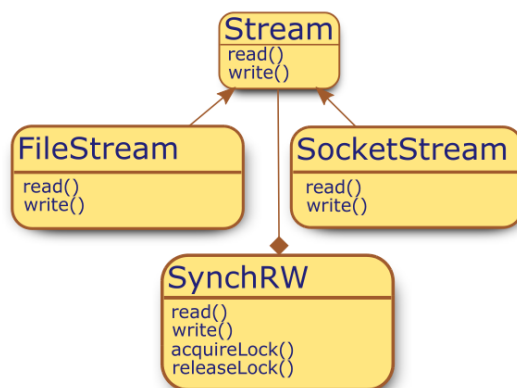 Stream
read()
write()
FileStream
read()
write()
SocketStream
read()
write()
SynchRW
read()
write()
acquireLock()
releaseLock()